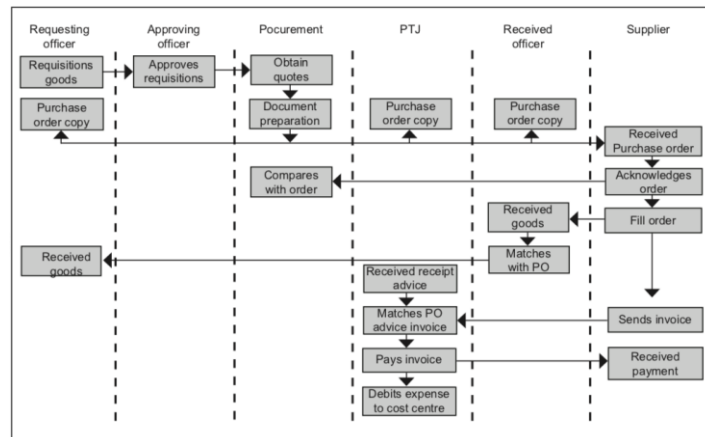 Requesting
officer
Approving
officer
Pocurement
PTJ
Received
officer
Supplier
Requisitions
goods
Approves
requisitions
Obtain
quotes
Purchase
order copy
Document
preparation
Purchase
order copy
Purchase
order copy
Received
Purchase order
Compares
with order
Acknowledges
order
Received
goods
Fill order
Received
goods
Matches
with PO
Received receipt
advice
Matches PO
advice invoice
Sends invoice
Pays invoice
Received
payment
Debits expense
to cost centre